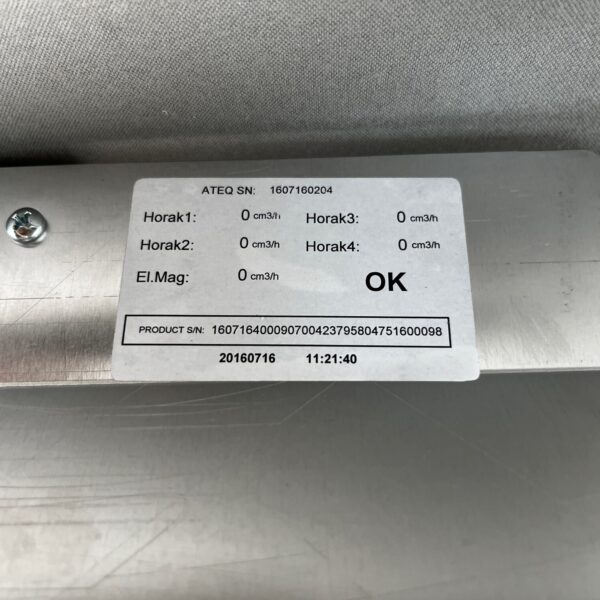 ATEQ SN: 1607160204
Horak1: 0 cm3/h Horak3: 0 cm3/h
Horak2: 0 cm3/h Horak4: 0 cm3/h
El.Mag: 0 cm3/h OK
PRODUCT S/N: 160716400090700423795804751600098
20160716 11:21:40